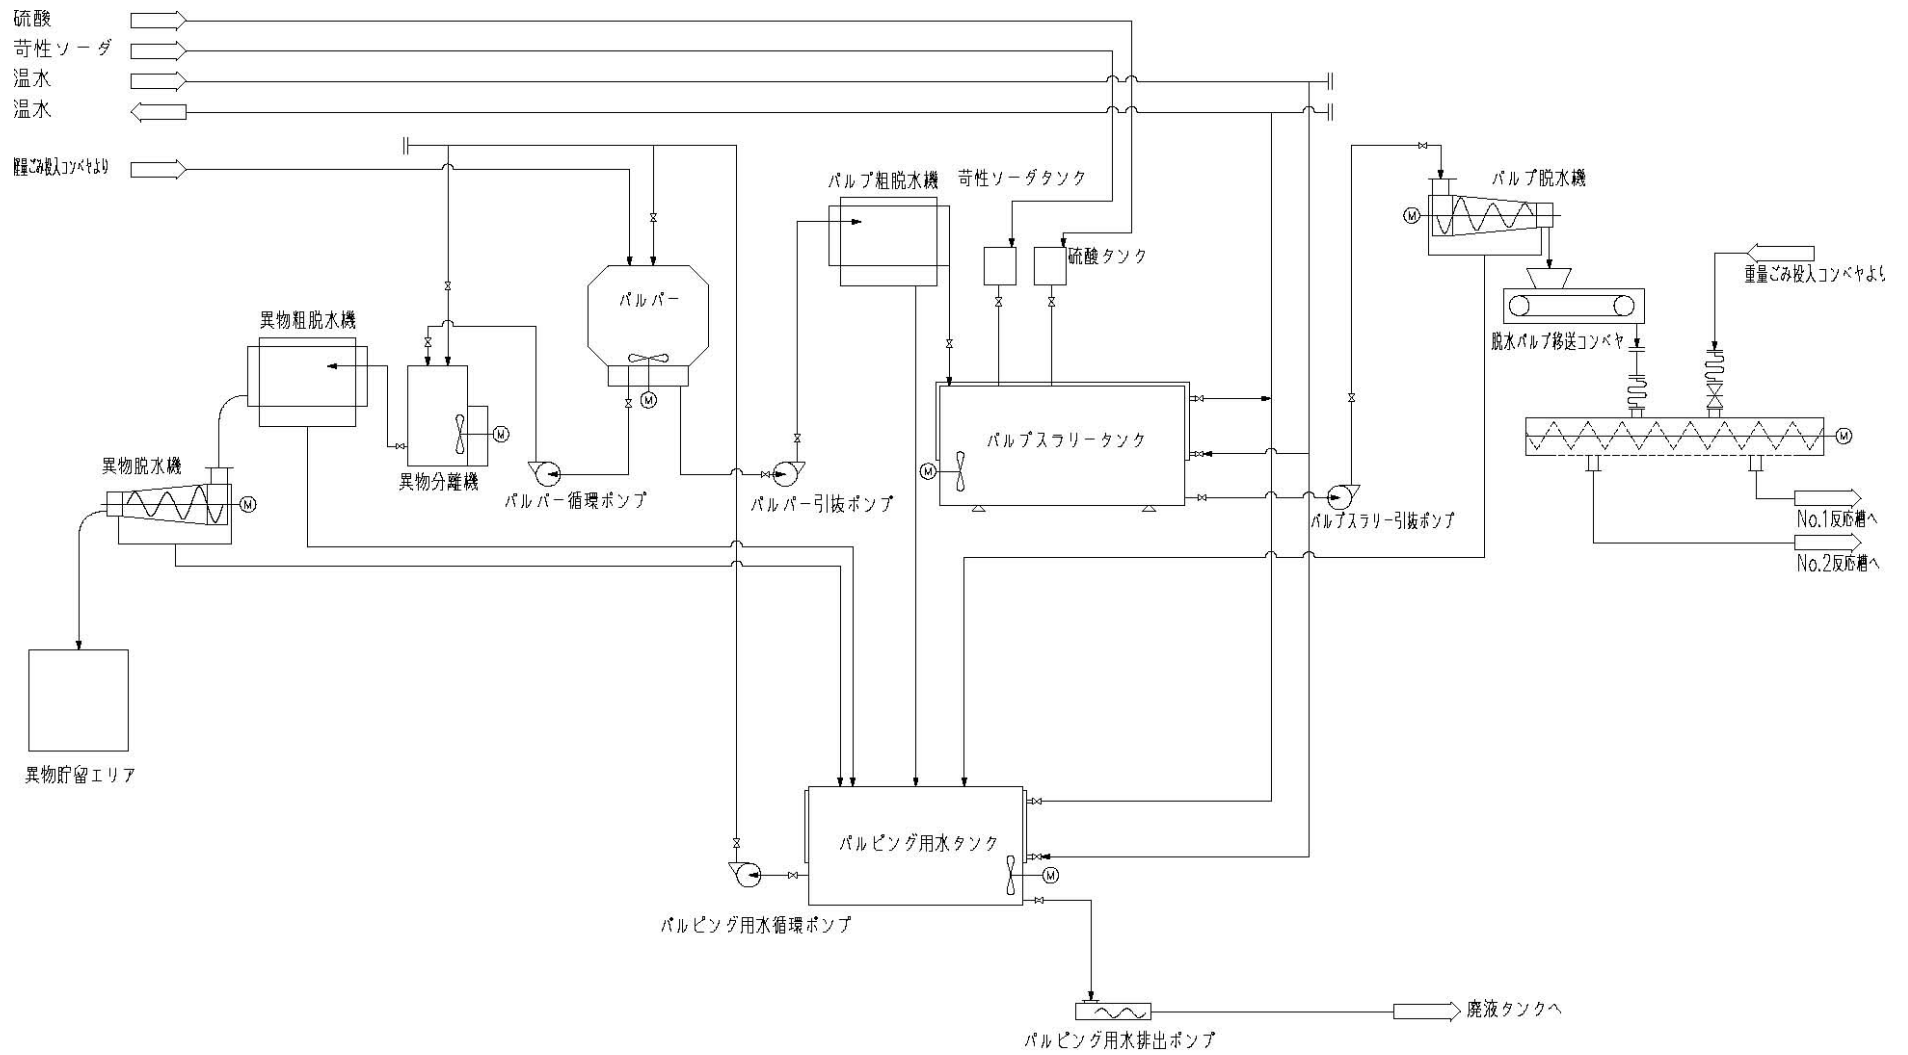 硫酸
苛性ソーダ
温水
温水
軽量ごみ投入コンベヤより
パルプ粗脱水機
苛性ソーダタンク
パルプ脱水機
硫酸タンク
重量ごみ投入コンベヤより
パルパー
異物粗脱水機
脱水パルプ移送コンベヤ
パルプスラリータンク
異物脱水機
異物分離機
パルパー循環ポンプ
パルパー引抜ポンプ
パルプスラリー引抜ポンプ
No.1反応槽へ
No.2反応槽へ
異物貯留エリア
パルピング用水タンク
パルピング用水循環ポンプ
廃液タンクへ
パルピング用水排出ポンプ
M
M
M
M
M
M
M
M